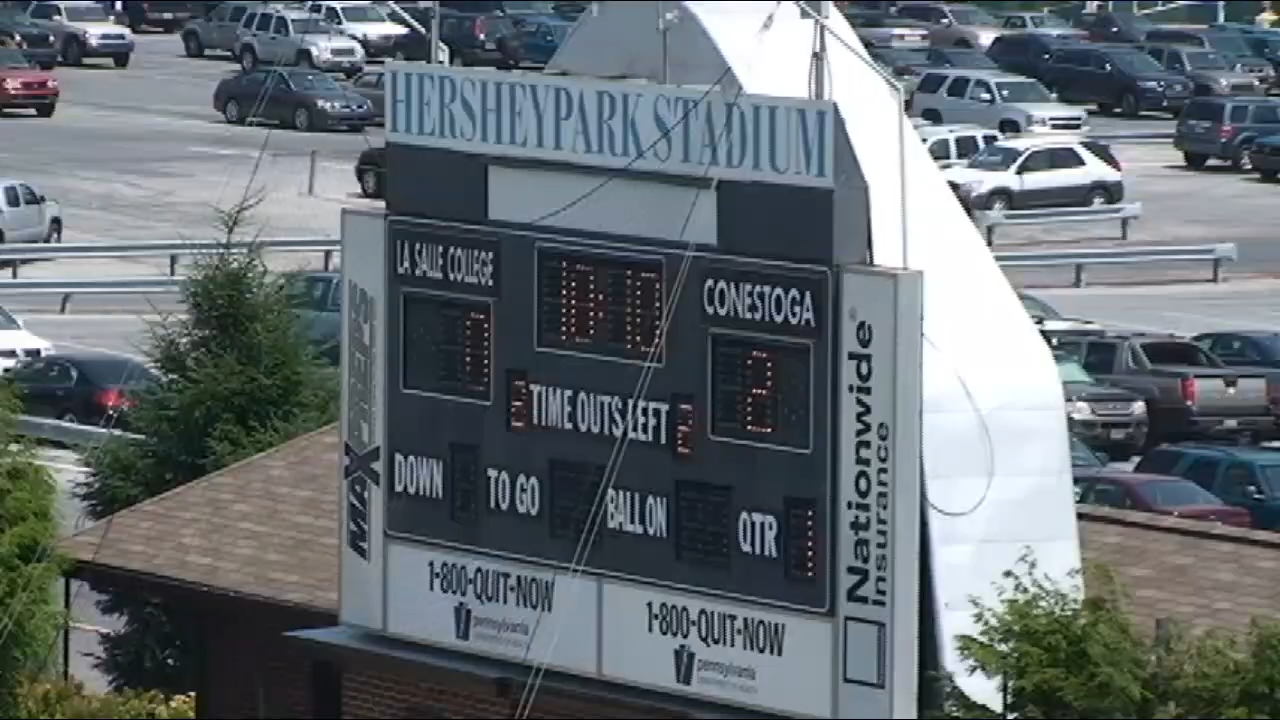 HERSHEYPARK STADIUM
LA SALLE COLLEGE
CONESTOGA
2
TIME OUTS LEFT
DOWN
TO GO
BALL ON
QTR
1
1-800-QUIT-NOW
pennsylvania
1-800-QUIT-NOW
pennsylvania
Nationwide®
insurance